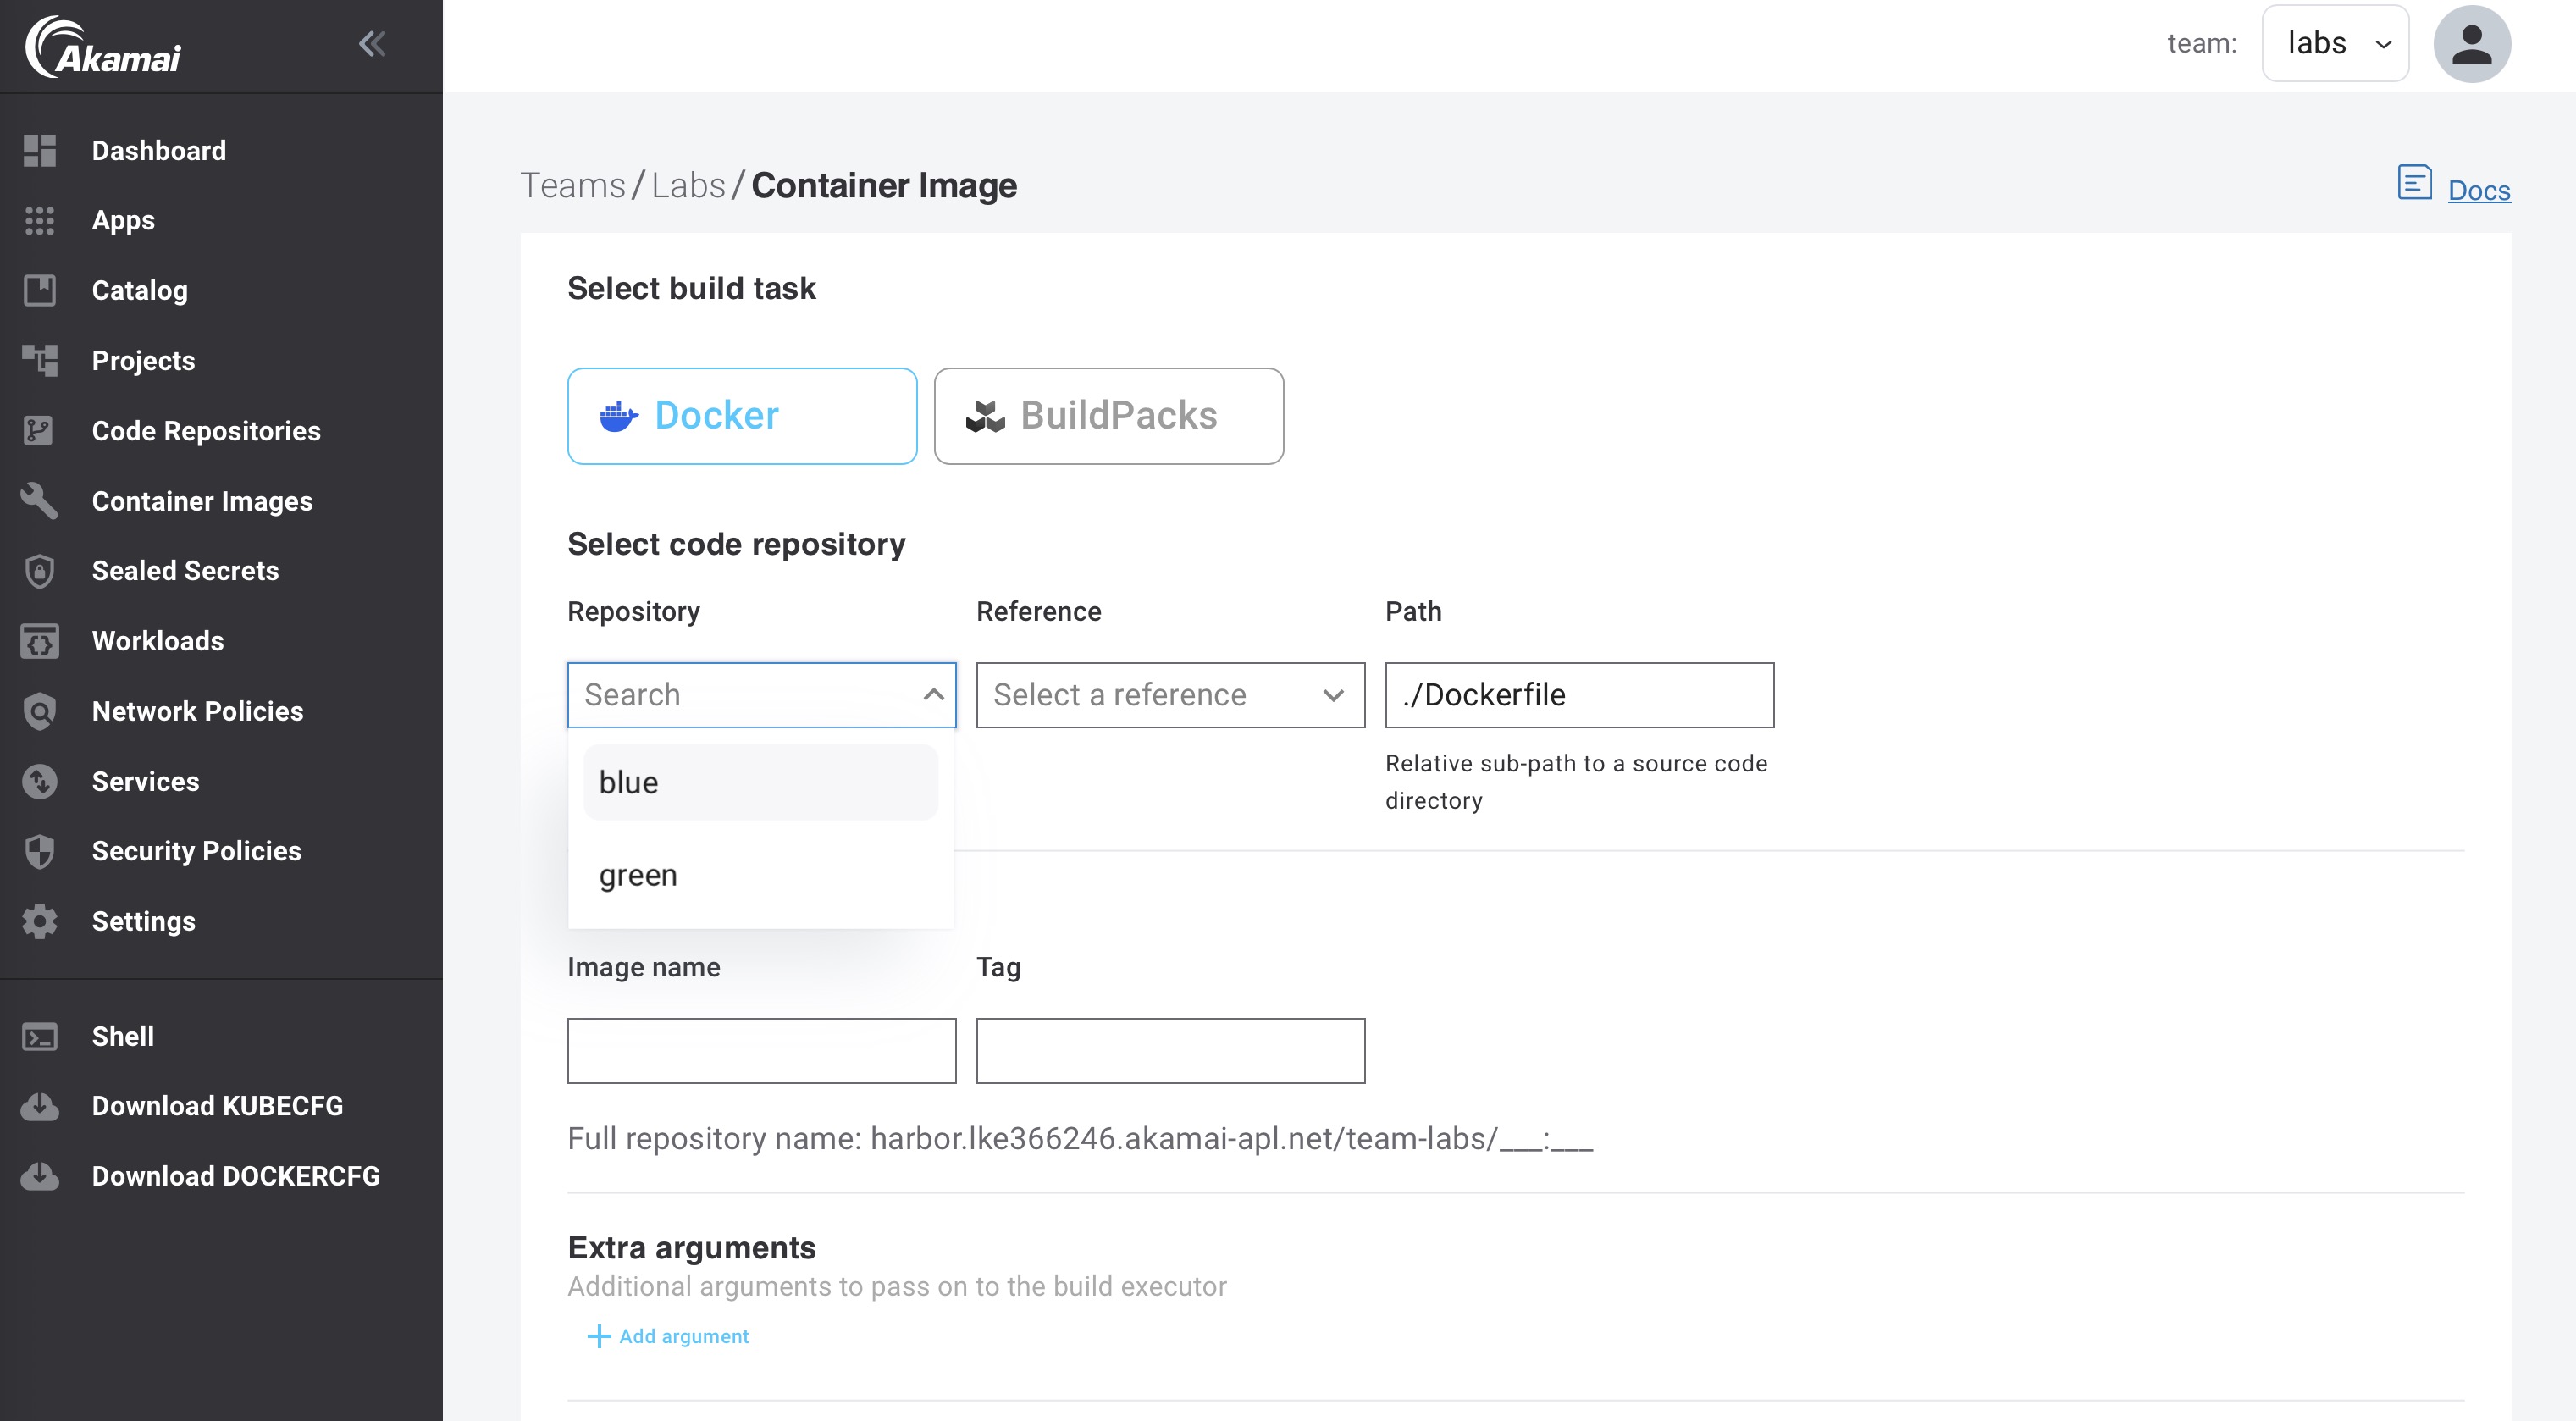 Akamai
team:
labs
Dashboard
Apps
Catalog
Projects
Code Repositories
Container Images
Sealed Secrets
Workloads
Network Policies
Services
Security Policies
Settings
Shell
Download KUBECFG
Download DOCKERCFG
Teams / Labs / Container Image
Docs
Select build task
Docker
BuildPacks
Select code repository
Repository
Reference
Path
Search
Select a reference
./Dockerfile
Relative sub-path to a source code
directory
blue
green
Image name
Tag
Full repository name: harbor.lke366246.akamai-apl.net/team-labs/___:___
Extra arguments
Additional arguments to pass on to the build executor
Add argument